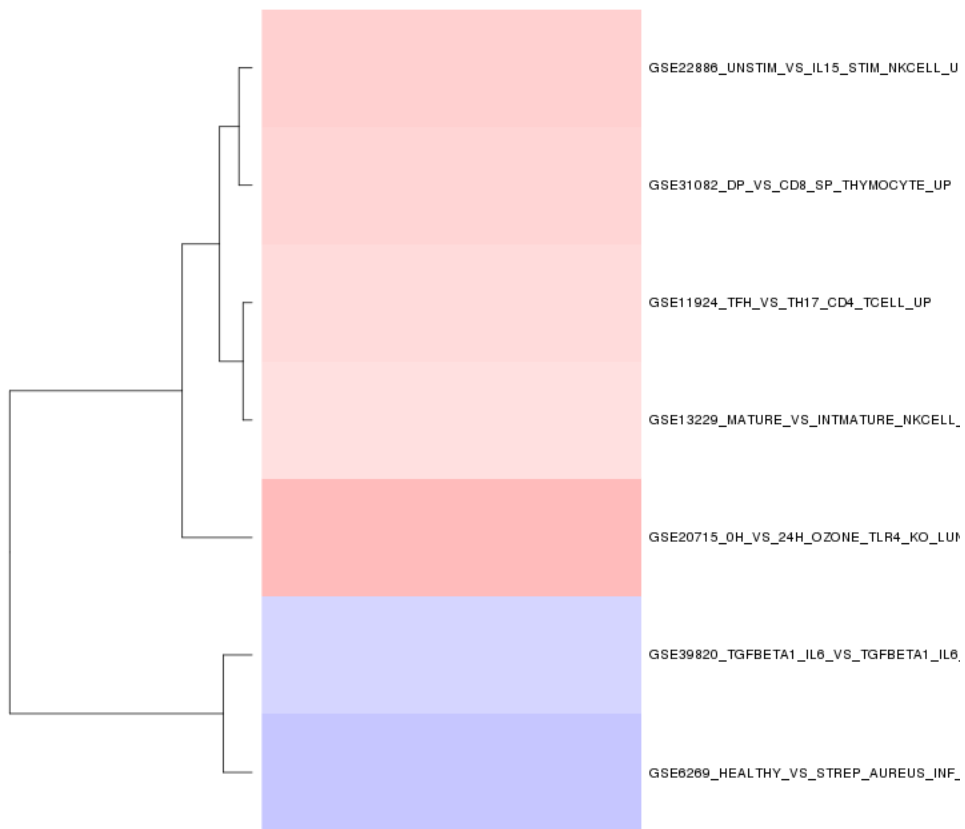 GSE22886_UNSTIM_VS_IL15_STIM_NKCELL_U
GSE31082_DP_VS_CD8_SP_THYMOCYTE_UP
GSE11924_TFH_VS_TH17_CD4_TCELL_UP
GSE13229_MATURE_VS_INTMATURE_NKCELL_
GSE20715_0H_VS_24H_OZONE_TLR4_KO_LUN
GSE39820_TGFBETA1_IL6_VS_TGFBETA1_IL6_
GSE6269_HEALTHY_VS_STREP_AUREUS_INF_